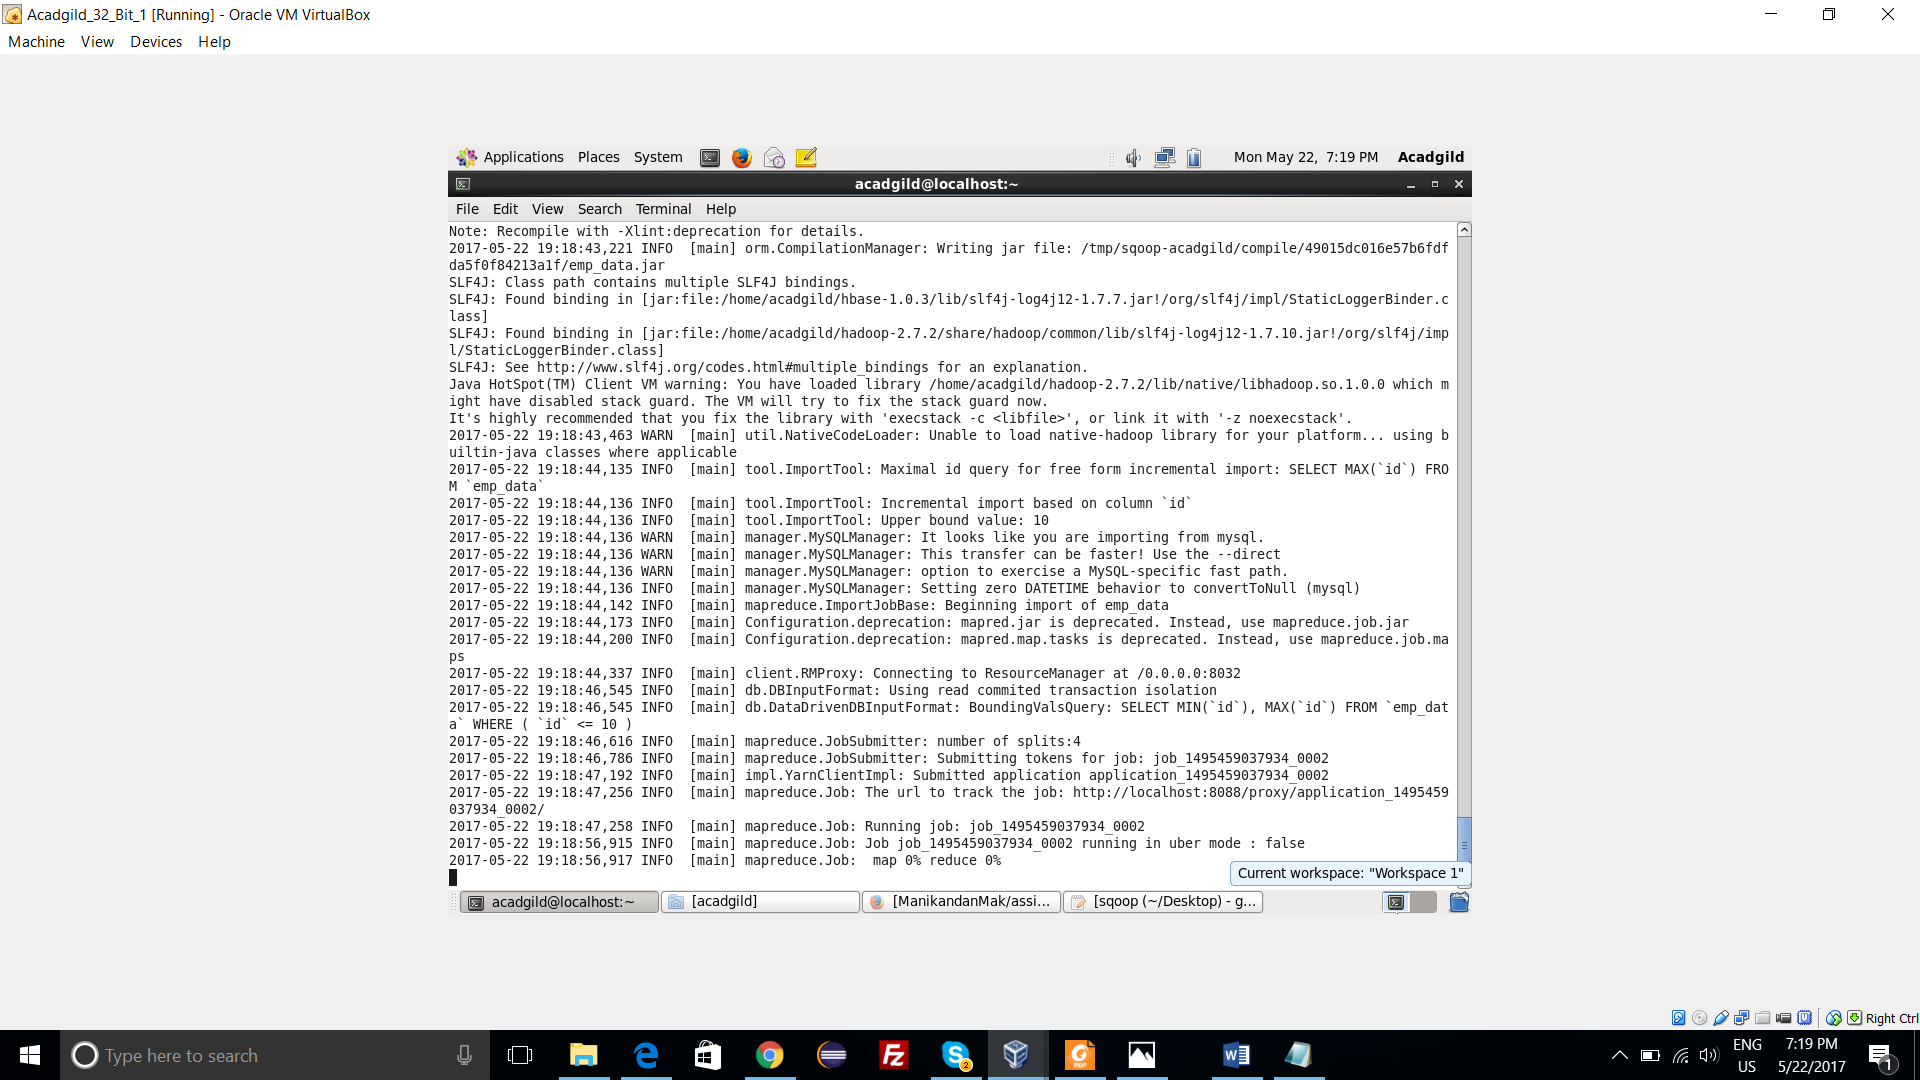 Acadgild_32_Bit_1 [Running] - Oracle VM VirtualBox
Machine View Devices Help
Applications Places System Mon May 22, 7:19 PM Acadgild
acadgild@localhost:~
File Edit View Search Terminal Help
Note: Recompile with -Xlint:deprecation for details.
2017-05-22 19:18:43,221 INFO  [main] orm.CompilationManager: Writing jar file: /tmp/sqoop-acadgild/compile/49015dc016e57b6fdf
da5f0f84213a1f/emp_data.jar
SLF4J: Class path contains multiple SLF4J bindings.
SLF4J: Found binding in [jar:file:/home/acadgild/hbase-1.0.3/lib/slf4j-log4j12-1.7.7.jar!/org/slf4j/impl/StaticLoggerBinder.c
lass]
SLF4J: Found binding in [jar:file:/home/acadgild/hadoop-2.7.2/share/hadoop/common/lib/slf4j-log4j12-1.7.10.jar!/org/slf4j/imp
l/StaticLoggerBinder.class]
SLF4J: See http://www.slf4j.org/codes.html#multiple_bindings for an explanation.
Java HotSpot(TM) Client VM warning: You have loaded library /home/acadgild/hadoop-2.7.2/lib/native/libhadoop.so.1.0.0 which m
ight have disabled stack guard. The VM will try to fix the stack guard now.
It's highly recommended that you fix the library with 'execstack -c <libfile>', or link it with '-z noexecstack'.
2017-05-22 19:18:43,463 WARN  [main] util.NativeCodeLoader: Unable to load native-hadoop library for your platform... using b
uiltin-java classes where applicable
2017-05-22 19:18:44,135 INFO  [main] tool.ImportTool: Maximal id query for free form incremental import: SELECT MAX(`id`) FRO
M `emp_data`
2017-05-22 19:18:44,136 INFO  [main] tool.ImportTool: Incremental import based on column `id`
2017-05-22 19:18:44,136 INFO  [main] tool.ImportTool: Upper bound value: 10
2017-05-22 19:18:44,136 WARN  [main] manager.MySQLManager: It looks like you are importing from mysql.
2017-05-22 19:18:44,136 WARN  [main] manager.MySQLManager: This transfer can be faster! Use the --direct
2017-05-22 19:18:44,136 WARN  [main] manager.MySQLManager: option to exercise a MySQL-specific fast path.
2017-05-22 19:18:44,136 INFO  [main] manager.MySQLManager: Setting zero DATETIME behavior to convertToNull (mysql)
2017-05-22 19:18:44,142 INFO  [main] mapreduce.ImportJobBase: Beginning import of emp_data
2017-05-22 19:18:44,173 INFO  [main] Configuration.deprecation: mapred.jar is deprecated. Instead, use mapreduce.job.jar
2017-05-22 19:18:44,200 INFO  [main] Configuration.deprecation: mapred.map.tasks is deprecated. Instead, use mapreduce.job.ma
ps
2017-05-22 19:18:44,337 INFO  [main] client.RMProxy: Connecting to ResourceManager at /0.0.0.0:8032
2017-05-22 19:18:46,545 INFO  [main] db.DBInputFormat: Using read commited transaction isolation
2017-05-22 19:18:46,545 INFO  [main] db.DataDrivenDBInputFormat: BoundingValsQuery: SELECT MIN(`id`), MAX(`id`) FROM `emp_dat
a` WHERE ( `id` <= 10 )
2017-05-22 19:18:46,616 INFO  [main] mapreduce.JobSubmitter: number of splits:4
2017-05-22 19:18:46,786 INFO  [main] mapreduce.JobSubmitter: Submitting tokens for job: job_1495459037934_0002
2017-05-22 19:18:47,192 INFO  [main] impl.YarnClientImpl: Submitted application application_1495459037934_0002
2017-05-22 19:18:47,256 INFO  [main] mapreduce.Job: The url to track the job: http://localhost:8088/proxy/application_1495459
037934_0002/
2017-05-22 19:18:47,258 INFO  [main] mapreduce.Job: Running job: job_1495459037934_0002
2017-05-22 19:18:56,915 INFO  [main] mapreduce.Job: Job job_1495459037934_0002 running in uber mode : false
2017-05-22 19:18:56,917 INFO  [main] mapreduce.Job:  map 0% reduce 0%
Current workspace: "Workspace 1"
acadgild@localhost:~ [acadgild] [ManikandanMak/assi... [sqoop (~/Desktop) - g...
Right Ctrl
Type here to search
ENG 7:19 PM
US 5/22/2017 1